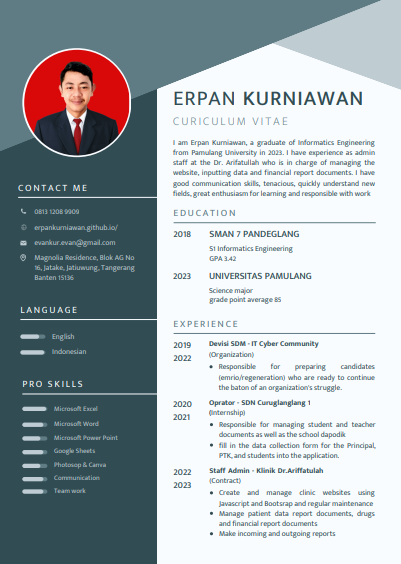 ERPAN KURNIAWAN
CURICULUM VITAE
I am Erpan Kurniawan, a graduate of Informatics Engineering
from Pamulang University in 2023. I have experience as admin
staff at the Dr. Arifatullah who is in charge of managing the
website, inputting data and financial report documents. I have
good communication skills, tenacious, quickly understand new
fields, great enthusiasm for learning and responsible with work
CONTACT ME
0813 1208 9909
erpankurniawan.github.io/
evankur.evan@gmail.com
Magnolia Residence, Blok AG No
16, Jatake, Jatiuwung, Tangerang
Banten 15136
LANGUAGE
English
Indonesian
PRO SKILLS
Microsoft Excel
Microsoft Word
Microsoft Power Point
Google Sheets
Photosop & Canva
Communication
Team work
EDUCATION
2018 SMAN 7 PANDEGLANG
S1 Informatics Engineering
GPA 3.42
2023 UNIVERSITAS PAMULANG
Science major
grade point average 85
EXPERIENCE
2019 Devisi SDM - IT Cyber Community
2022 (Organization)
• Responsible for preparing candidates
(emrio/regeneration) who are ready to continue
the baton of an organization's struggle.
2020 Oprator - SDN Curuglanglang 1
2021 (Internship)
• Responsible for managing student and teacher
documents as well as the school dapodik
• fill in the data collection form for the Principal,
PTK, and students into the application.
2022 Staff Admin - Klinik Dr.Ariffatulah
2023 (Contract)
• Create and manage clinic websites using
Javascript and Bootsrap and regular maintenance
• Manage patient data report documents, drugs
and financial report documents
• Make incoming and outgoing reports